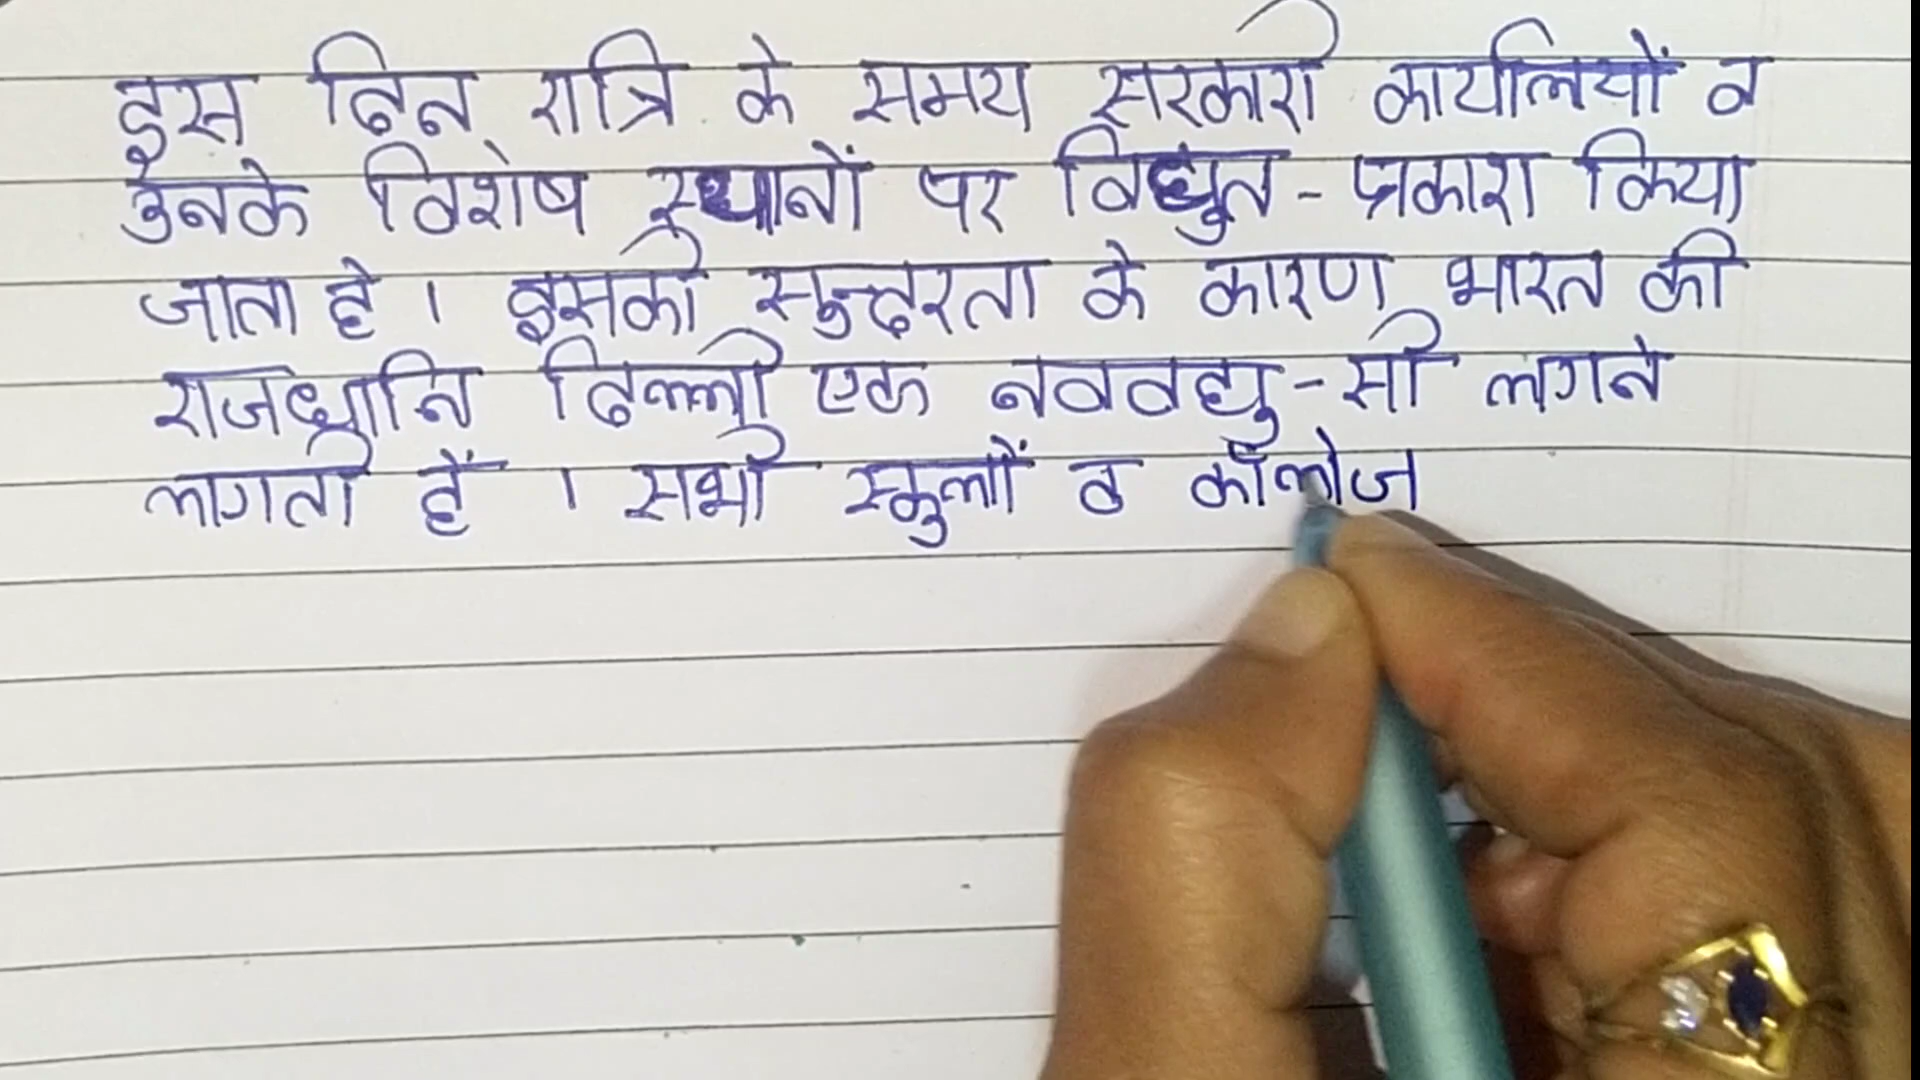 इस दिन रात्रि के समय सरकारी कार्यालयों व
उनके विशेष स्थानों पर विद्युत - प्रकाश किया
जाता है । इसकी सुन्दरता के कारण भारत की
राजधानि दिल्ली एक नववधु - सी लगने
लगती हैं । सभी स्कुलों व कॉलेज